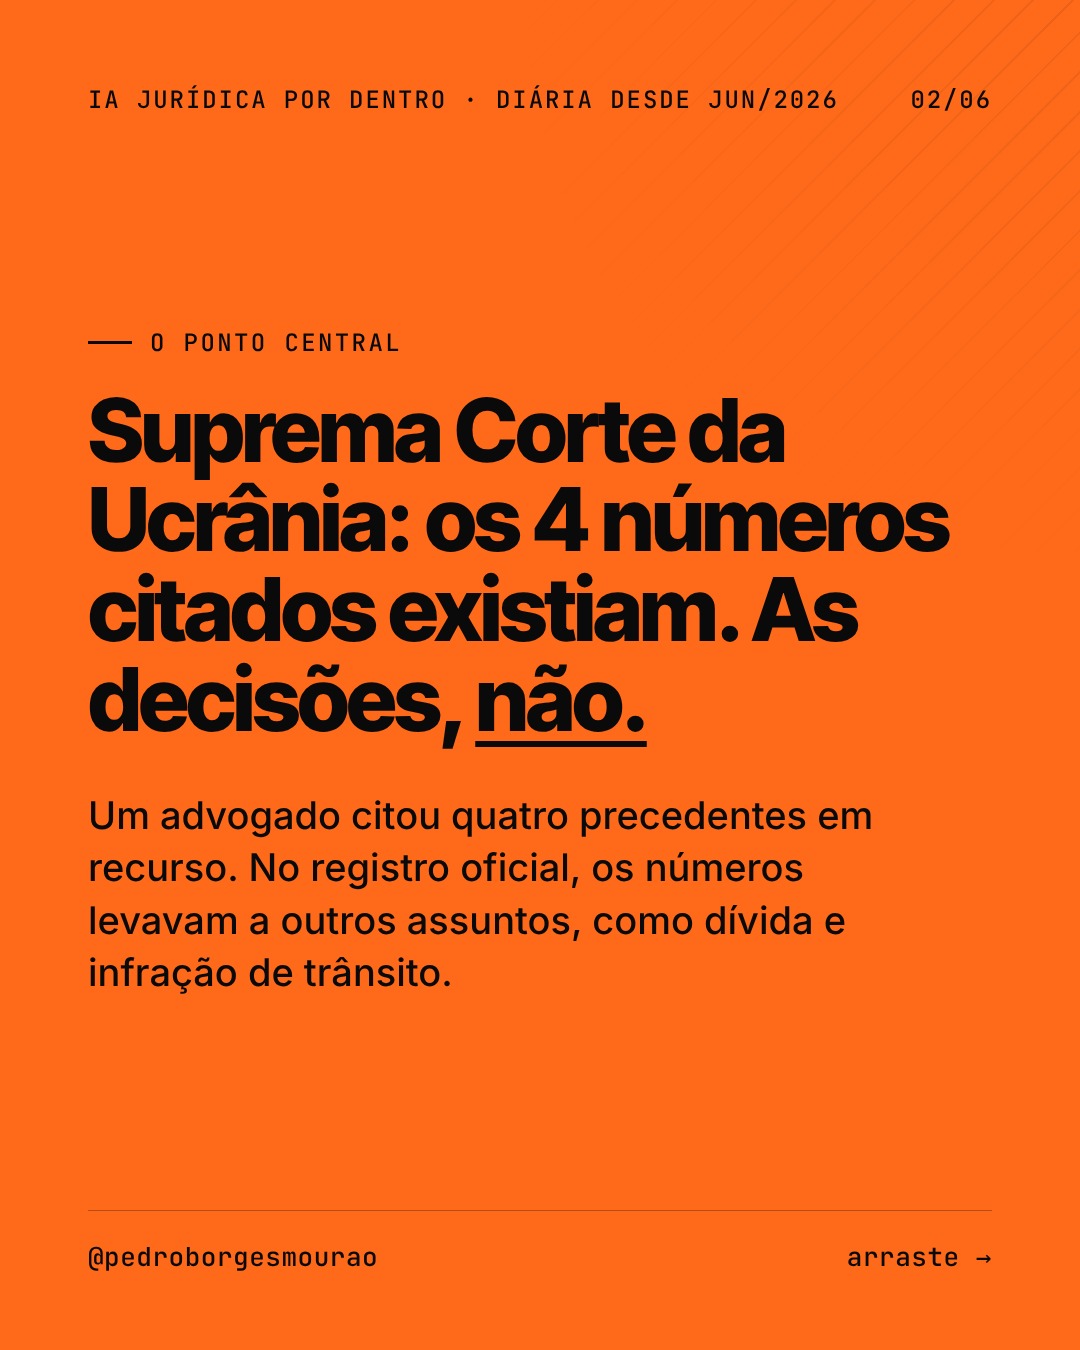 IA JURÍDICA POR DENTRO · DIÁRIA DESDE JUN/2026 02/06
O PONTO CENTRAL
Suprema Corte da
Ucrânia: os 4 números
citados existiam. As
decisões, não.
Um advogado citou quatro precedentes em
recurso. No registro oficial, os números
levavam a outros assuntos, como dívida e
infração de trânsito.
@pedroborgesmourao arraste →